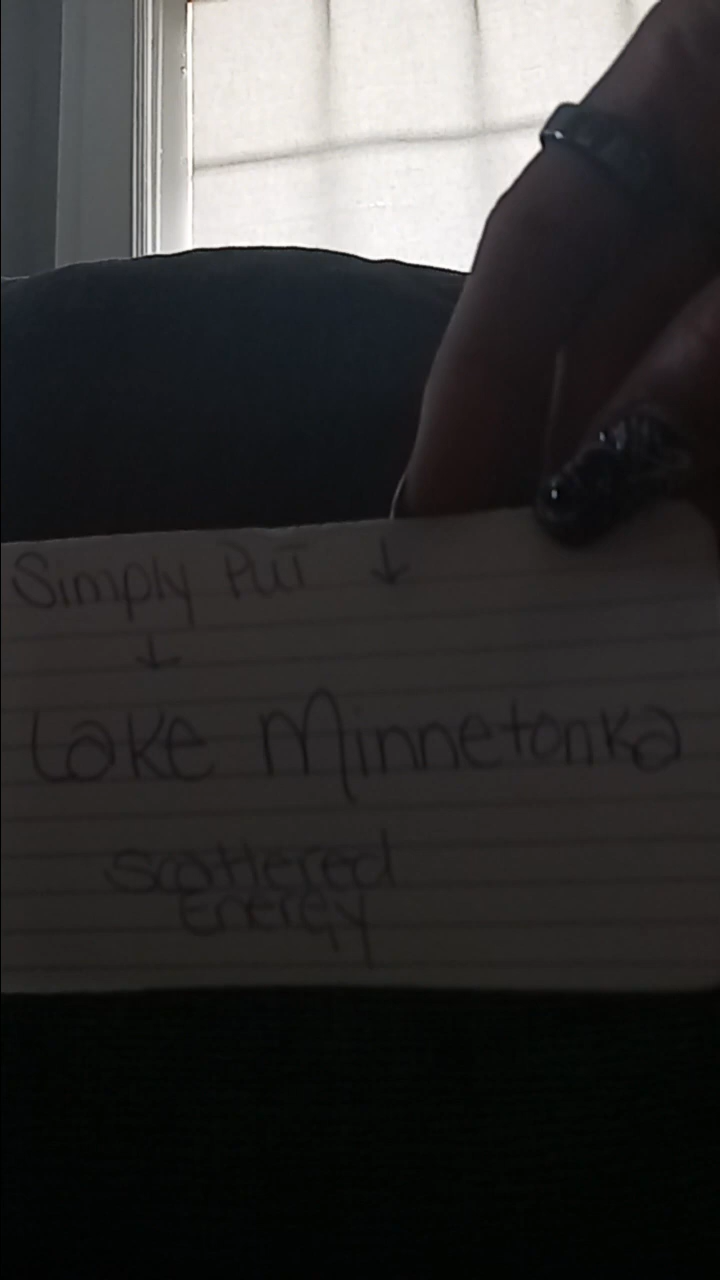 Simply PUT ↓
↓
Lake Minnetonka
scattered
Energy